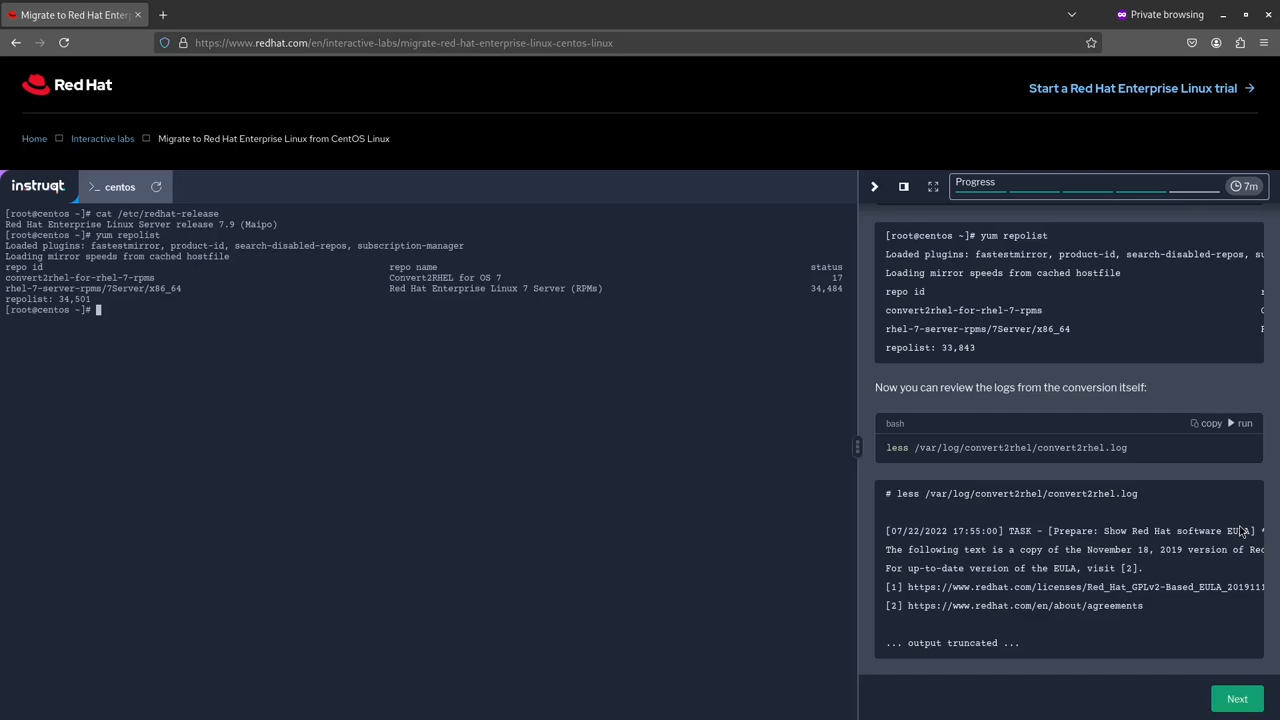 Migrate to Red Hat Enter
Private browsing
https://www.redhat.com/en/interactive-labs/migrate-red-hat-enterprise-linux-centos-linux
Red Hat
Start a Red Hat Enterprise Linux trial
Home Interactive labs Migrate to Red Hat Enterprise Linux from CentOS Linux
instruqt
centos
Progress
7m
[root@centos ~]# cat /etc/redhat-release
Red Hat Enterprise Linux Server release 7.9 (Maipo)
[root@centos ~]# yum repolist
Loaded plugins: fastestmirror, product-id, search-disabled-repos, subscription-manager
Loading mirror speeds from cached hostfile
repo id repo name status
convert2rhel-for-rhel-7-rpms Convert2RHEL for OS 7 17
rhel-7-server-rpms/7Server/x86_64 Red Hat Enterprise Linux 7 Server (RPMs) 34,484
repolist: 34,501
[root@centos ~]#
[root@centos ~]# yum repolist
Loaded plugins: fastestmirror, product-id, search-disabled-repos, su
Loading mirror speeds from cached hostfile
repo id
convert2rhel-for-rhel-7-rpms
rhel-7-server-rpms/7Server/x86_64
repolist: 33,843
Now you can review the logs from the conversion itself:
bash
copy run
less /var/log/convert2rhel/convert2rhel.log
# less /var/log/convert2rhel/convert2rhel.log
[07/22/2022 17:55:00] TASK - [Prepare: Show Red Hat software EULA] *
The following text is a copy of the November 18, 2019 version of Red
For up-to-date version of the EULA, visit [2].
[1] https://www.redhat.com/licenses/Red_Hat_GPLv2-Based_EULA_2019111
[2] https://www.redhat.com/en/about/agreements
... output truncated ...
Next